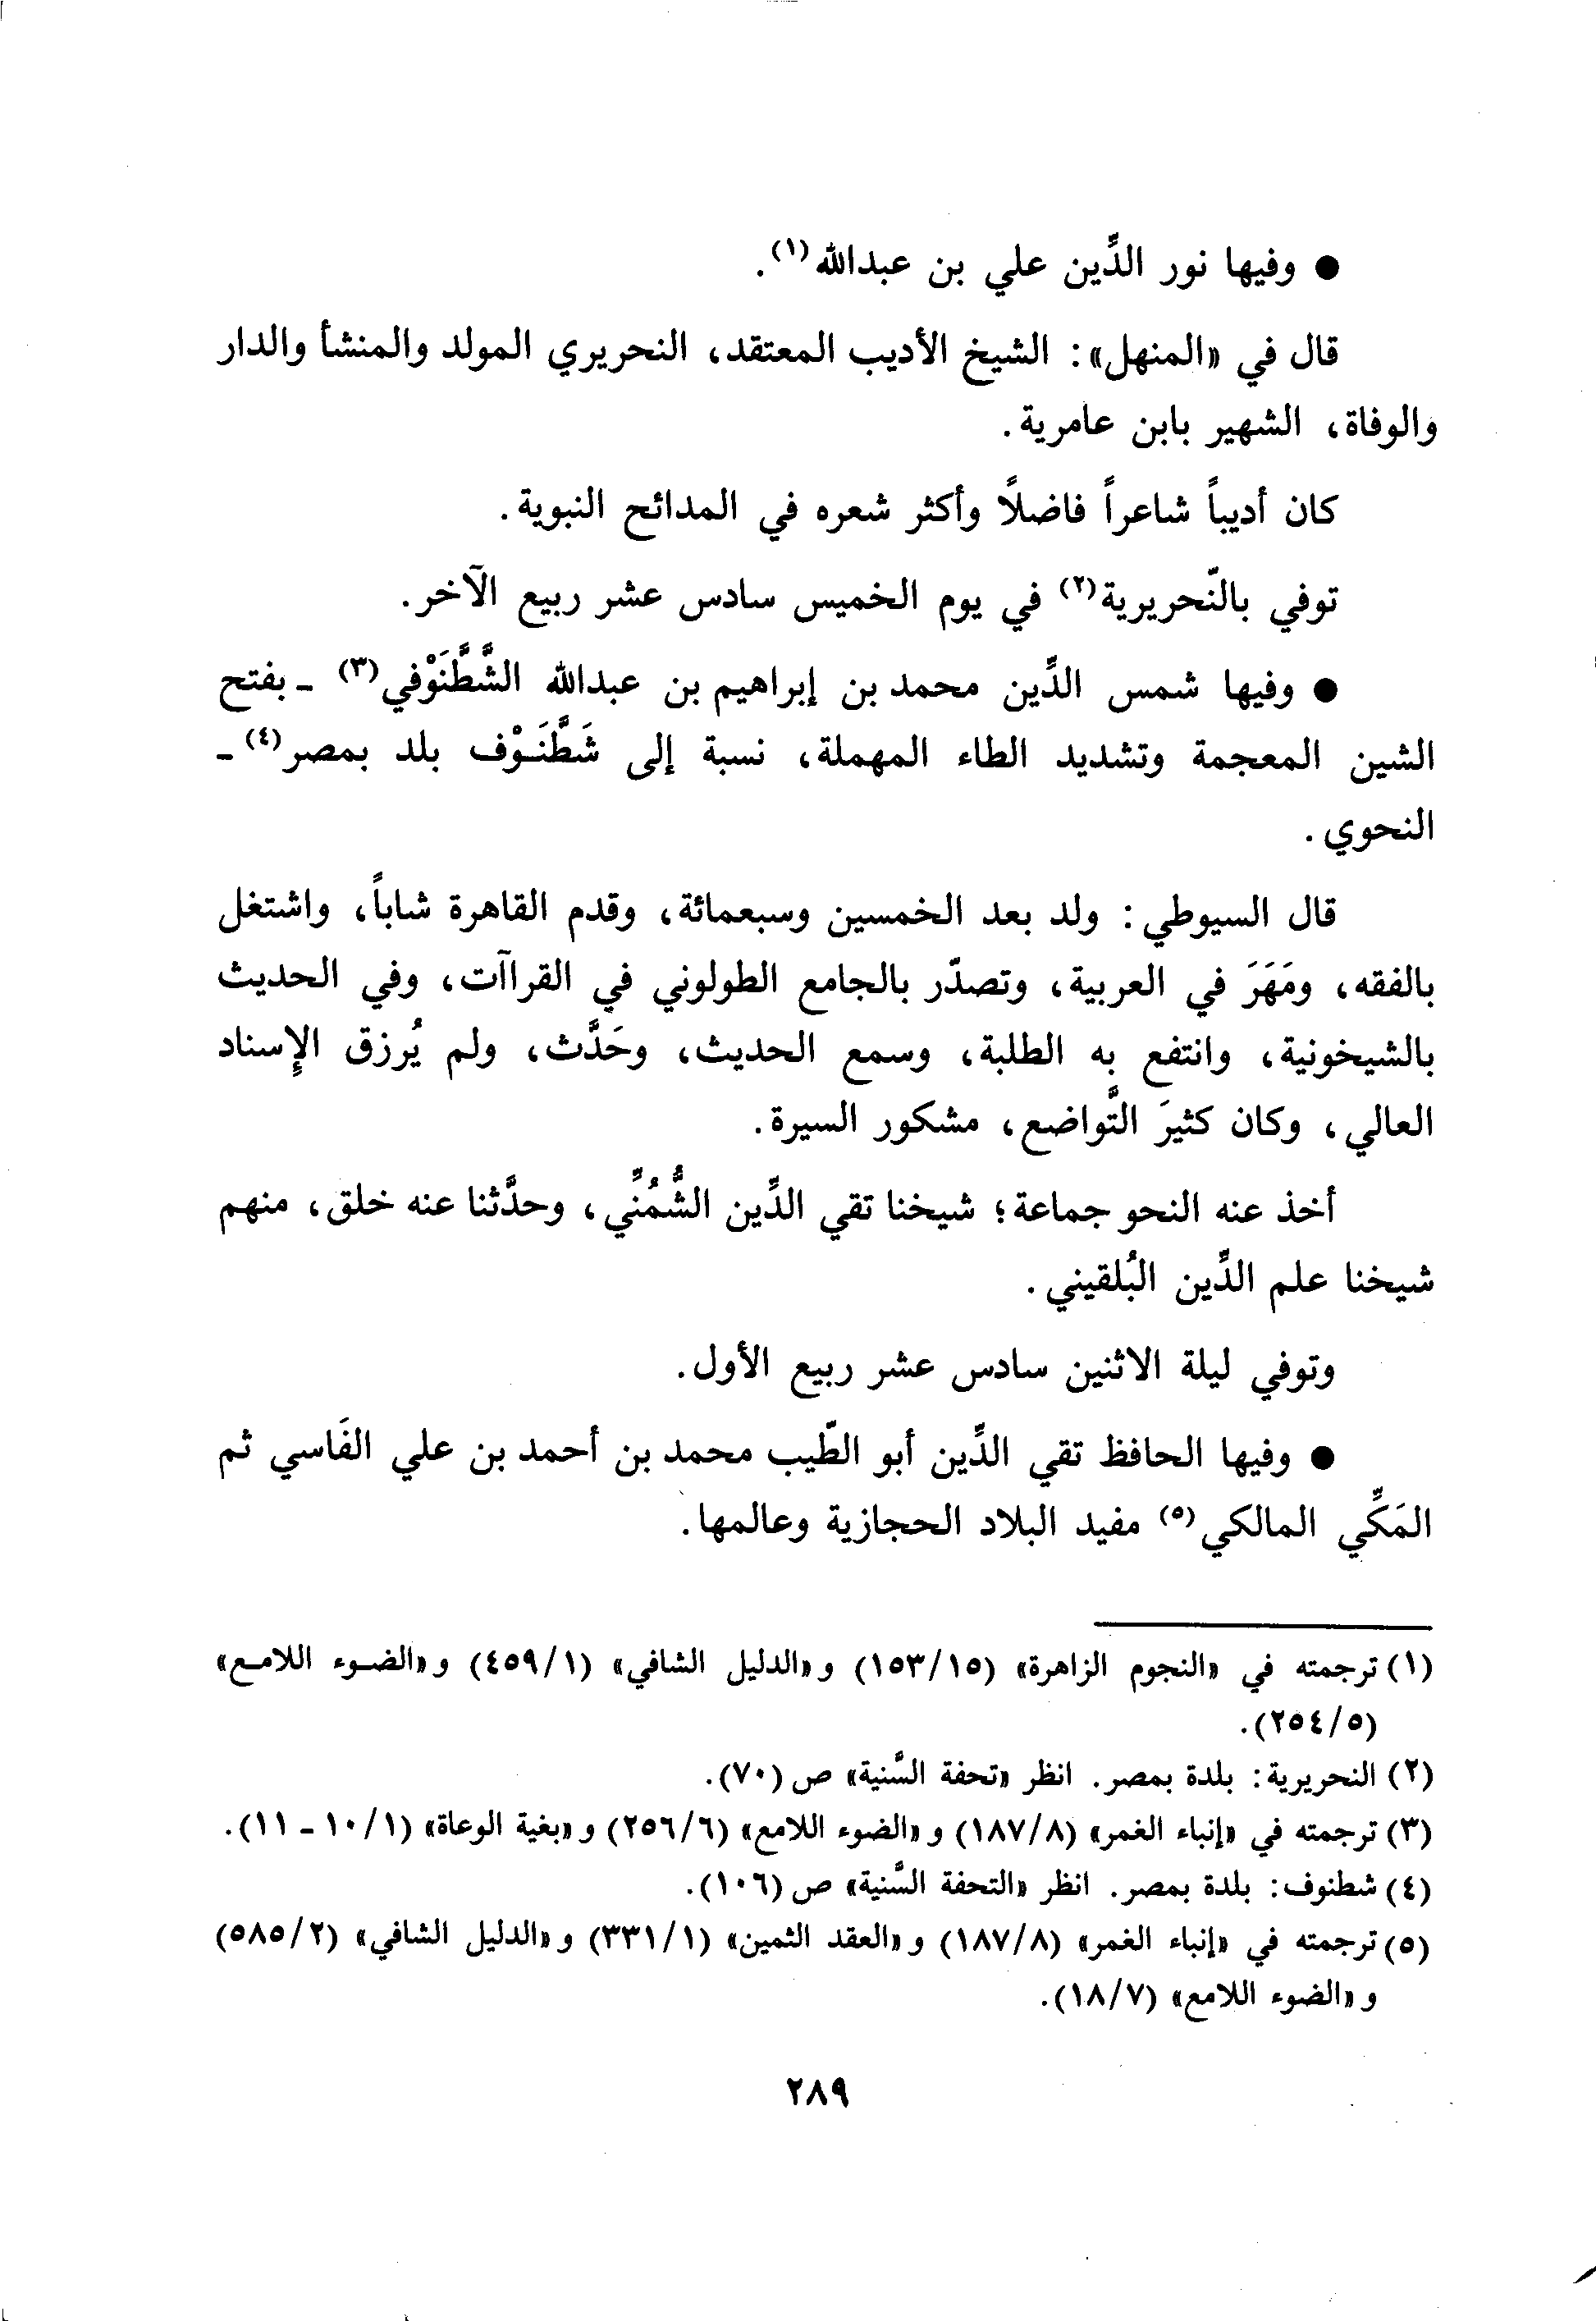 ● وفيها نور الدِّين علي بن عبدالله(١).
قال في «المنهل»: الشيخ الأديب المعتقد، النحريري المولد والمنشأ والدار
والوفاة، الشهير بابن عامرية.
كان أديباً شاعراً فاضلاً وأكثر شعره في المدائح النبوية.
توفي بالنّحريرية(٢) في يوم الخميس سادس عشر ربيع الآخر.
● وفيها شمس الدِّين محمد بن إبراهيم بن عبدالله الشَّطَّنَوْفي(٣) - بفتح
الشين المعجمة وتشديد الطاء المهملة، نسبة إلى شَطَّنَـوْف بلد بمصر(٤) -
النحوي.
قال السيوطي: ولد بعد الخمسين وسبعمائة، وقدم القاهرة شاباً، واشتغل
بالفقه، ومَهَرَ في العربية، وتصدّر بالجامع الطولوني في القراآت، وفي الحديث
بالشيخونية، وانتفع به الطلبة، وسمع الحديث، وحَدَّث، ولم يُرزق الإسناد
العالي، وكان كثيرَ التَّواضع، مشكور السيرة.
أخذ عنه النحو جماعة؛ شيخنا تقي الدِّين الشُّمُنِّي، وحدَّثنا عنه خلق، منهم
شيخنا علم الدِّين البُلقيني.
وتوفي ليلة الاثنين سادس عشر ربيع الأول.
● وفيها الحافظ تقي الدِّين أبو الطّيب محمد بن أحمد بن علي الفَاسي ثم
المَكِّي المالكي(٥) مفيد البلاد الحجازية وعالمها.
(١) ترجمته في «النجوم الزاهرة» (١٥٣/١٥) و«الدليل الشافي» (٤٥٩/١) و«الضـوء اللامـع»
(٢٥٤/٥).
(٢) النحريرية: بلدة بمصر. انظر «تحفة السَّنية» ص (٧٠).
(٣) ترجمته في «إنباء الغمر» (١٨٧/٨) و«الضوء اللامع» (٢٥٦/٦) و«بغية الوعاة» (١٠/١ - ١١).
(٤) شطنوف: بلدة بمصر. انظر «التحفة السَّنية» ص (١٠٦).
(٥) ترجمته في «إنباء الغمر» (١٨٧/٨) و«العقد الثمين» (٣٣١/١) و«الدليل الشافي» (٥٨٥/٢)
و«الضوء اللامع» (١٨/٧).
٢٨٩